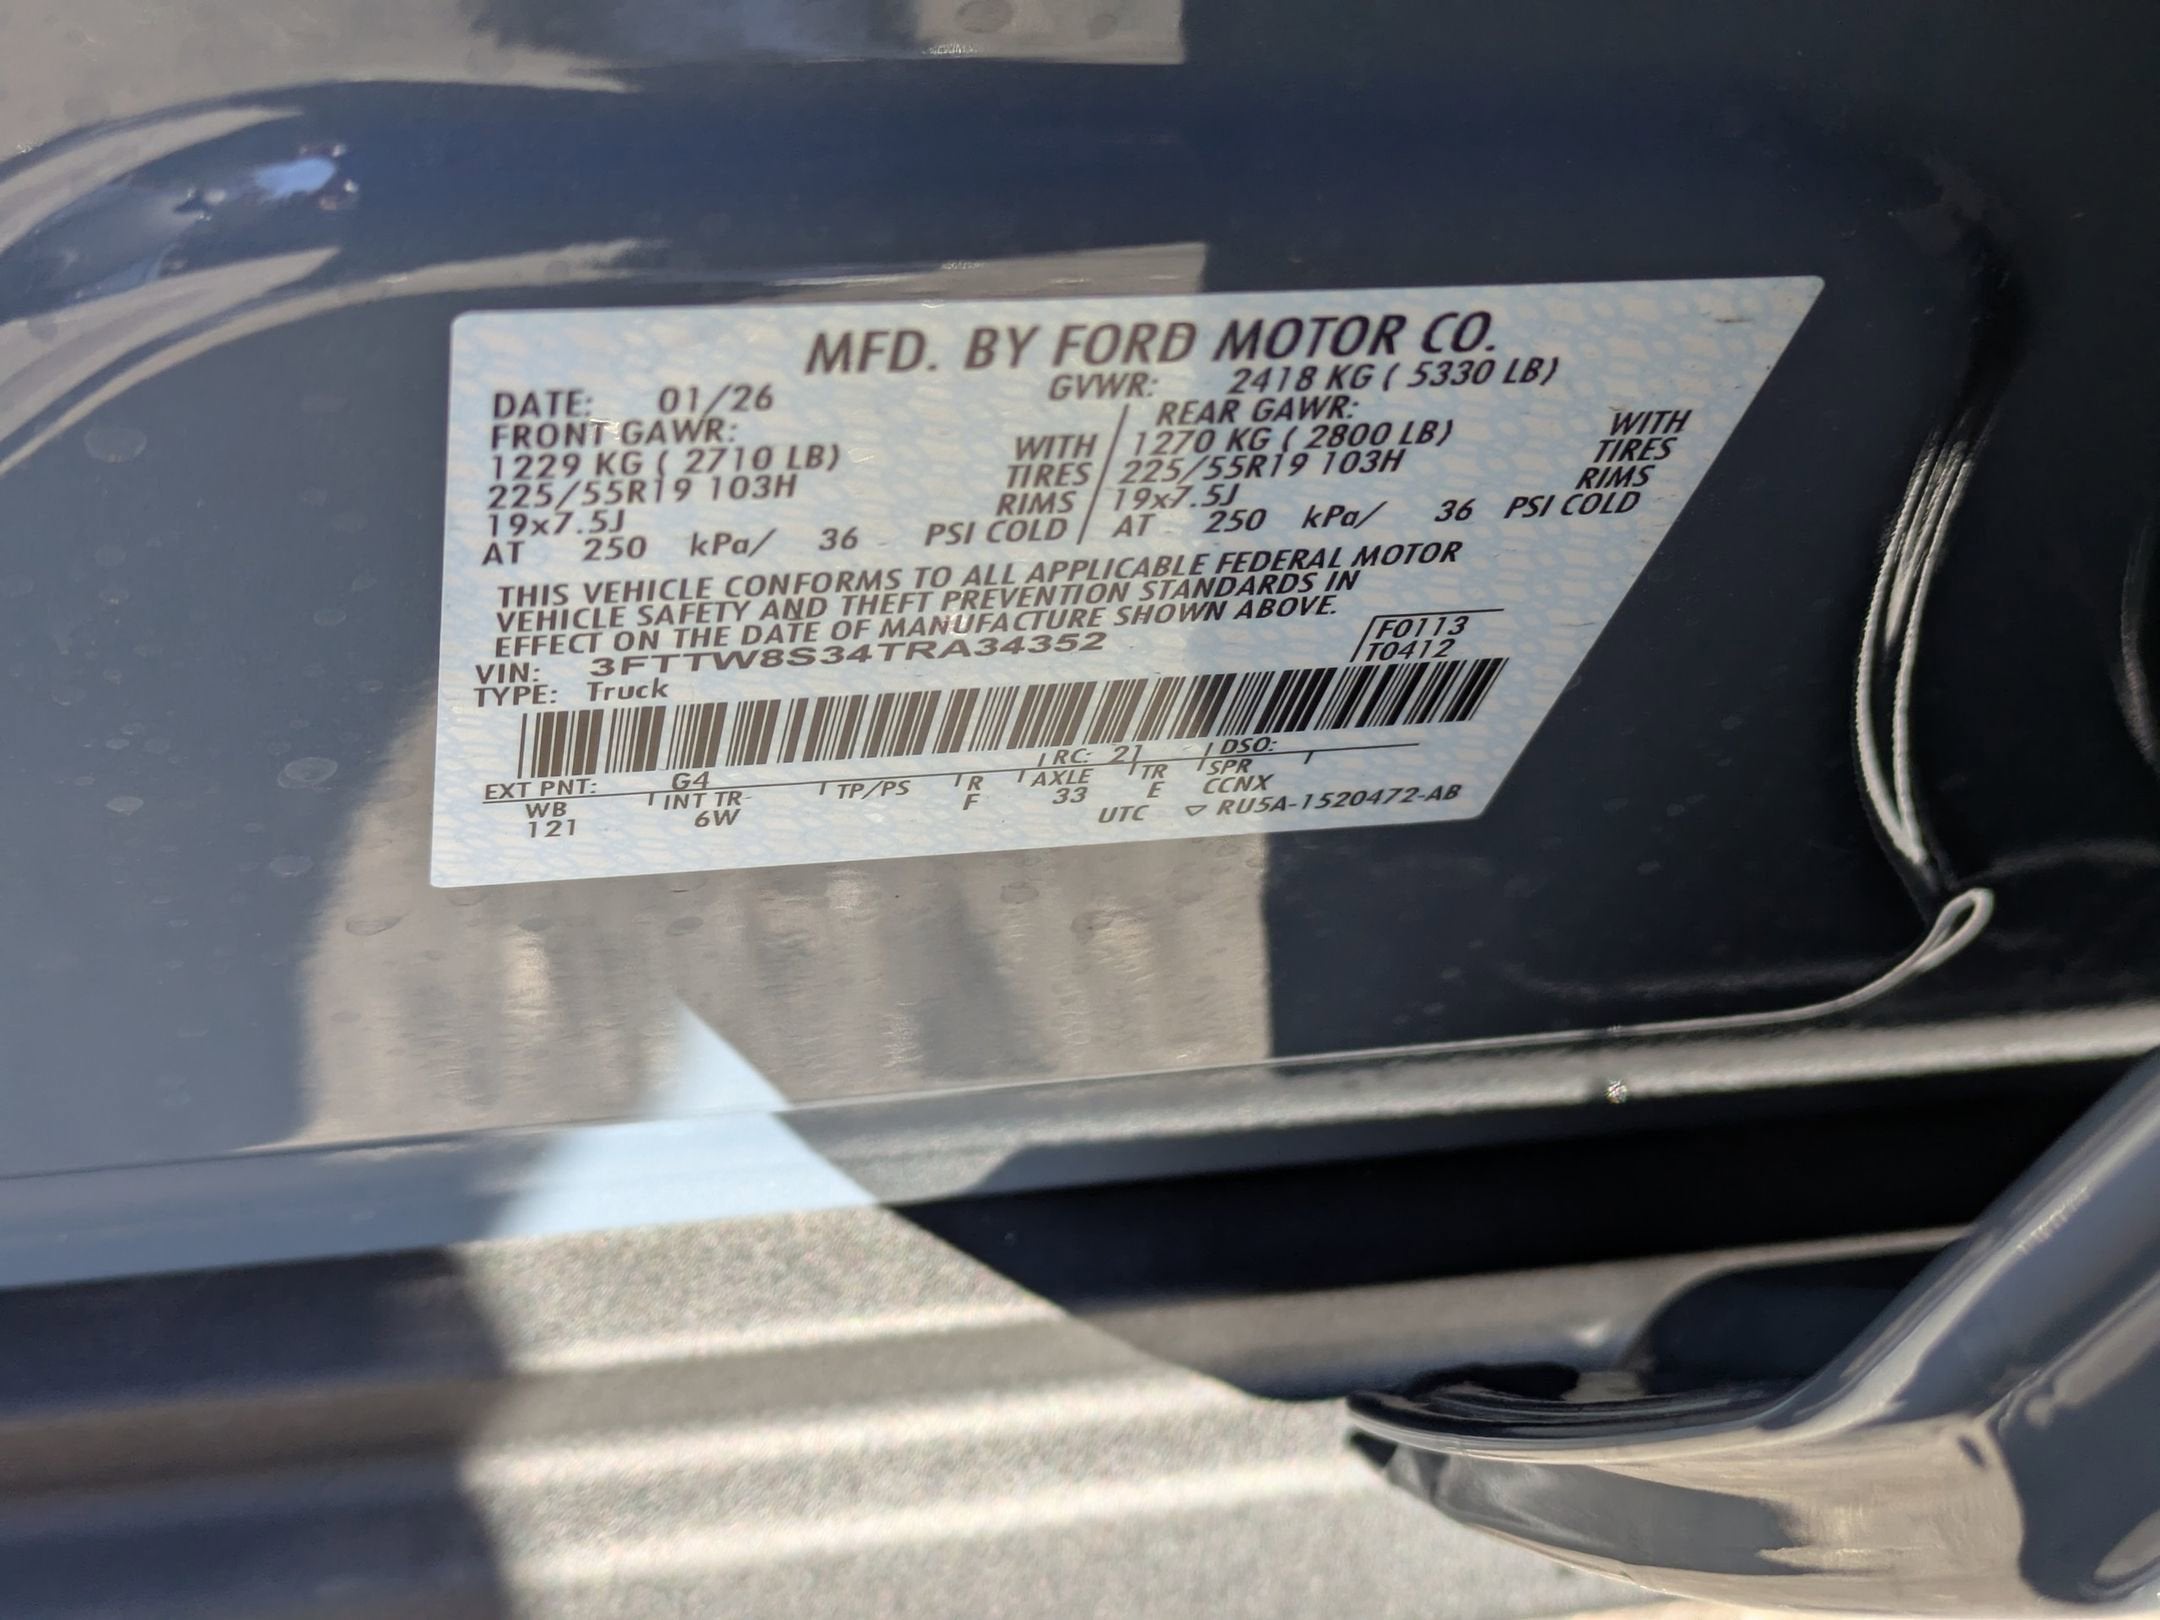 MFD. BY FORD MOTOR CO.
DATE: 01/26 GVWR: 2418 KG ( 5330 LB)
FRONT GAWR: REAR GAWR:
1229 KG ( 2710 LB) WITH / 1270 KG ( 2800 LB) WITH
225/55R19 103H TIRES / 225/55R19 103H TIRES
19x7.5J RIMS / 19x7.5J RIMS
AT 250 kPa/ 36 PSI COLD / AT 250 kPa/ 36 PSI COLD
THIS VEHICLE CONFORMS TO ALL APPLICABLE FEDERAL MOTOR
VEHICLE SAFETY AND THEFT PREVENTION STANDARDS IN
EFFECT ON THE DATE OF MANUFACTURE SHOWN ABOVE.
VIN: 3FTTW8S34TRA34352 F0113
TYPE: Truck T0412
EXT PNT: G4 RC: 21 DSO:
WB INT TR TP/PS R AXLE TR SPR
121 6W F 33 E CCNX
UTC ▽ RU5A-1520472-AB